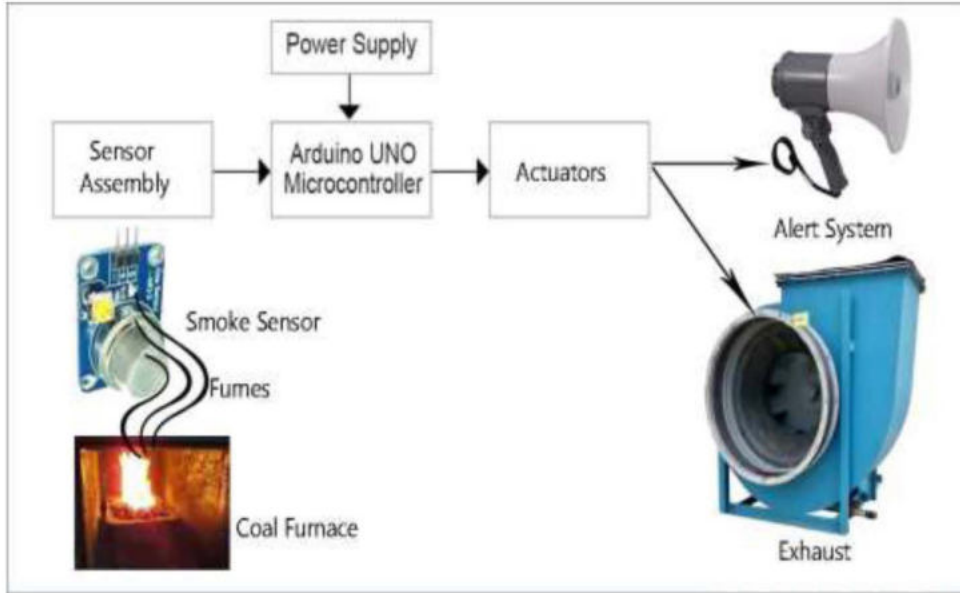 Power Supply
Sensor
Assembly
Arduino UNO
Microcontroller
Actuators
Alert System
Smoke Sensor
Fumes
Coal Furnace
Exhaust